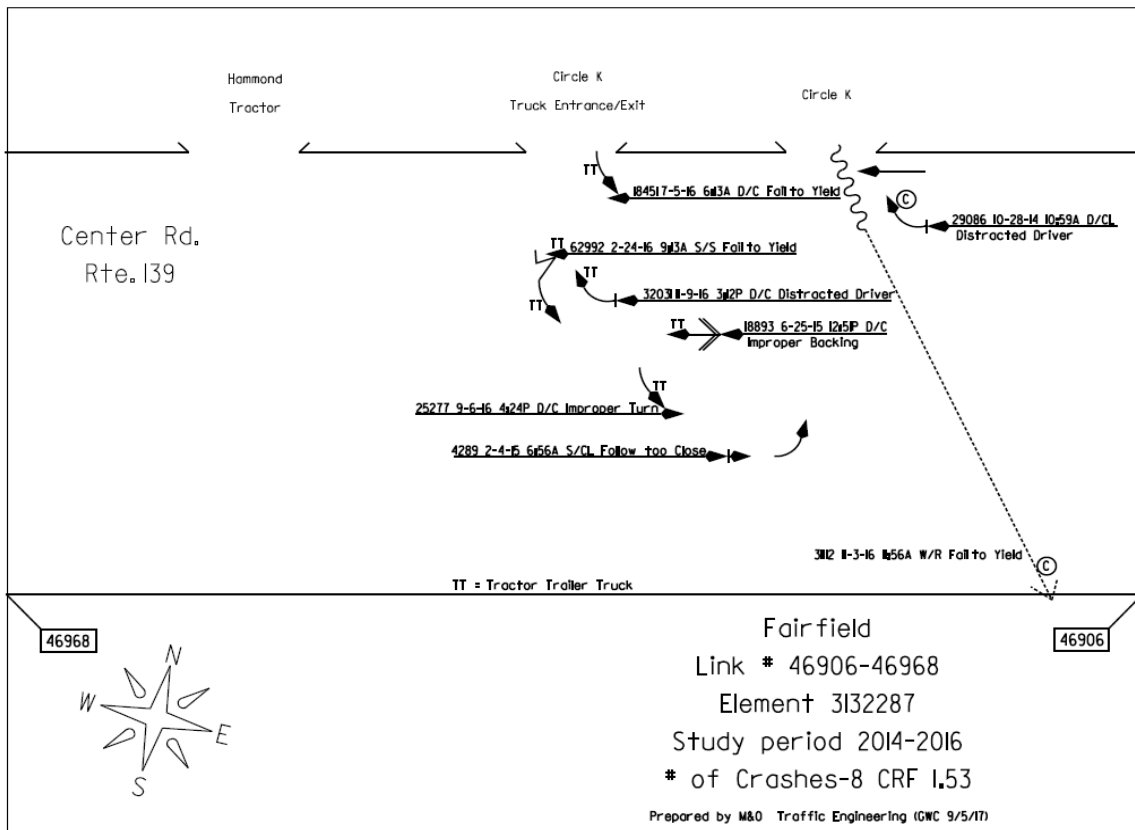 Hammond
Tractor
Circle K
Truck Entrance/Exit
Circle K
TT
18451 7-5-16 6:13A D/C Fail to Yield
C
29086 10-28-14 10:59A D/CL
Distracted Driver
Center Rd.
Rte. 139
TT
62992 2-24-16 9:13A S/S Fail to Yield
TT
TT
32031 11-9-16 3:12P D/C Distracted Driver
TT
18893 6-25-15 12:51P D/C
Improper Backing
TT
25277 9-6-16 4:24P D/C Improper Turn
4289 2-4-15 6:56A S/CL Follow too Close
31112 11-3-16 11:56A W/R Fail to Yield
C
TT = Tractor Trailer Truck
46968
46906
N
W
E
S
Fairfield
Link # 46906-46968
Element 3132287
Study period 2014-2016
# of Crashes-8 CRF 1.53
Prepared by M&O Traffic Engineering (GWC 9/5/17)